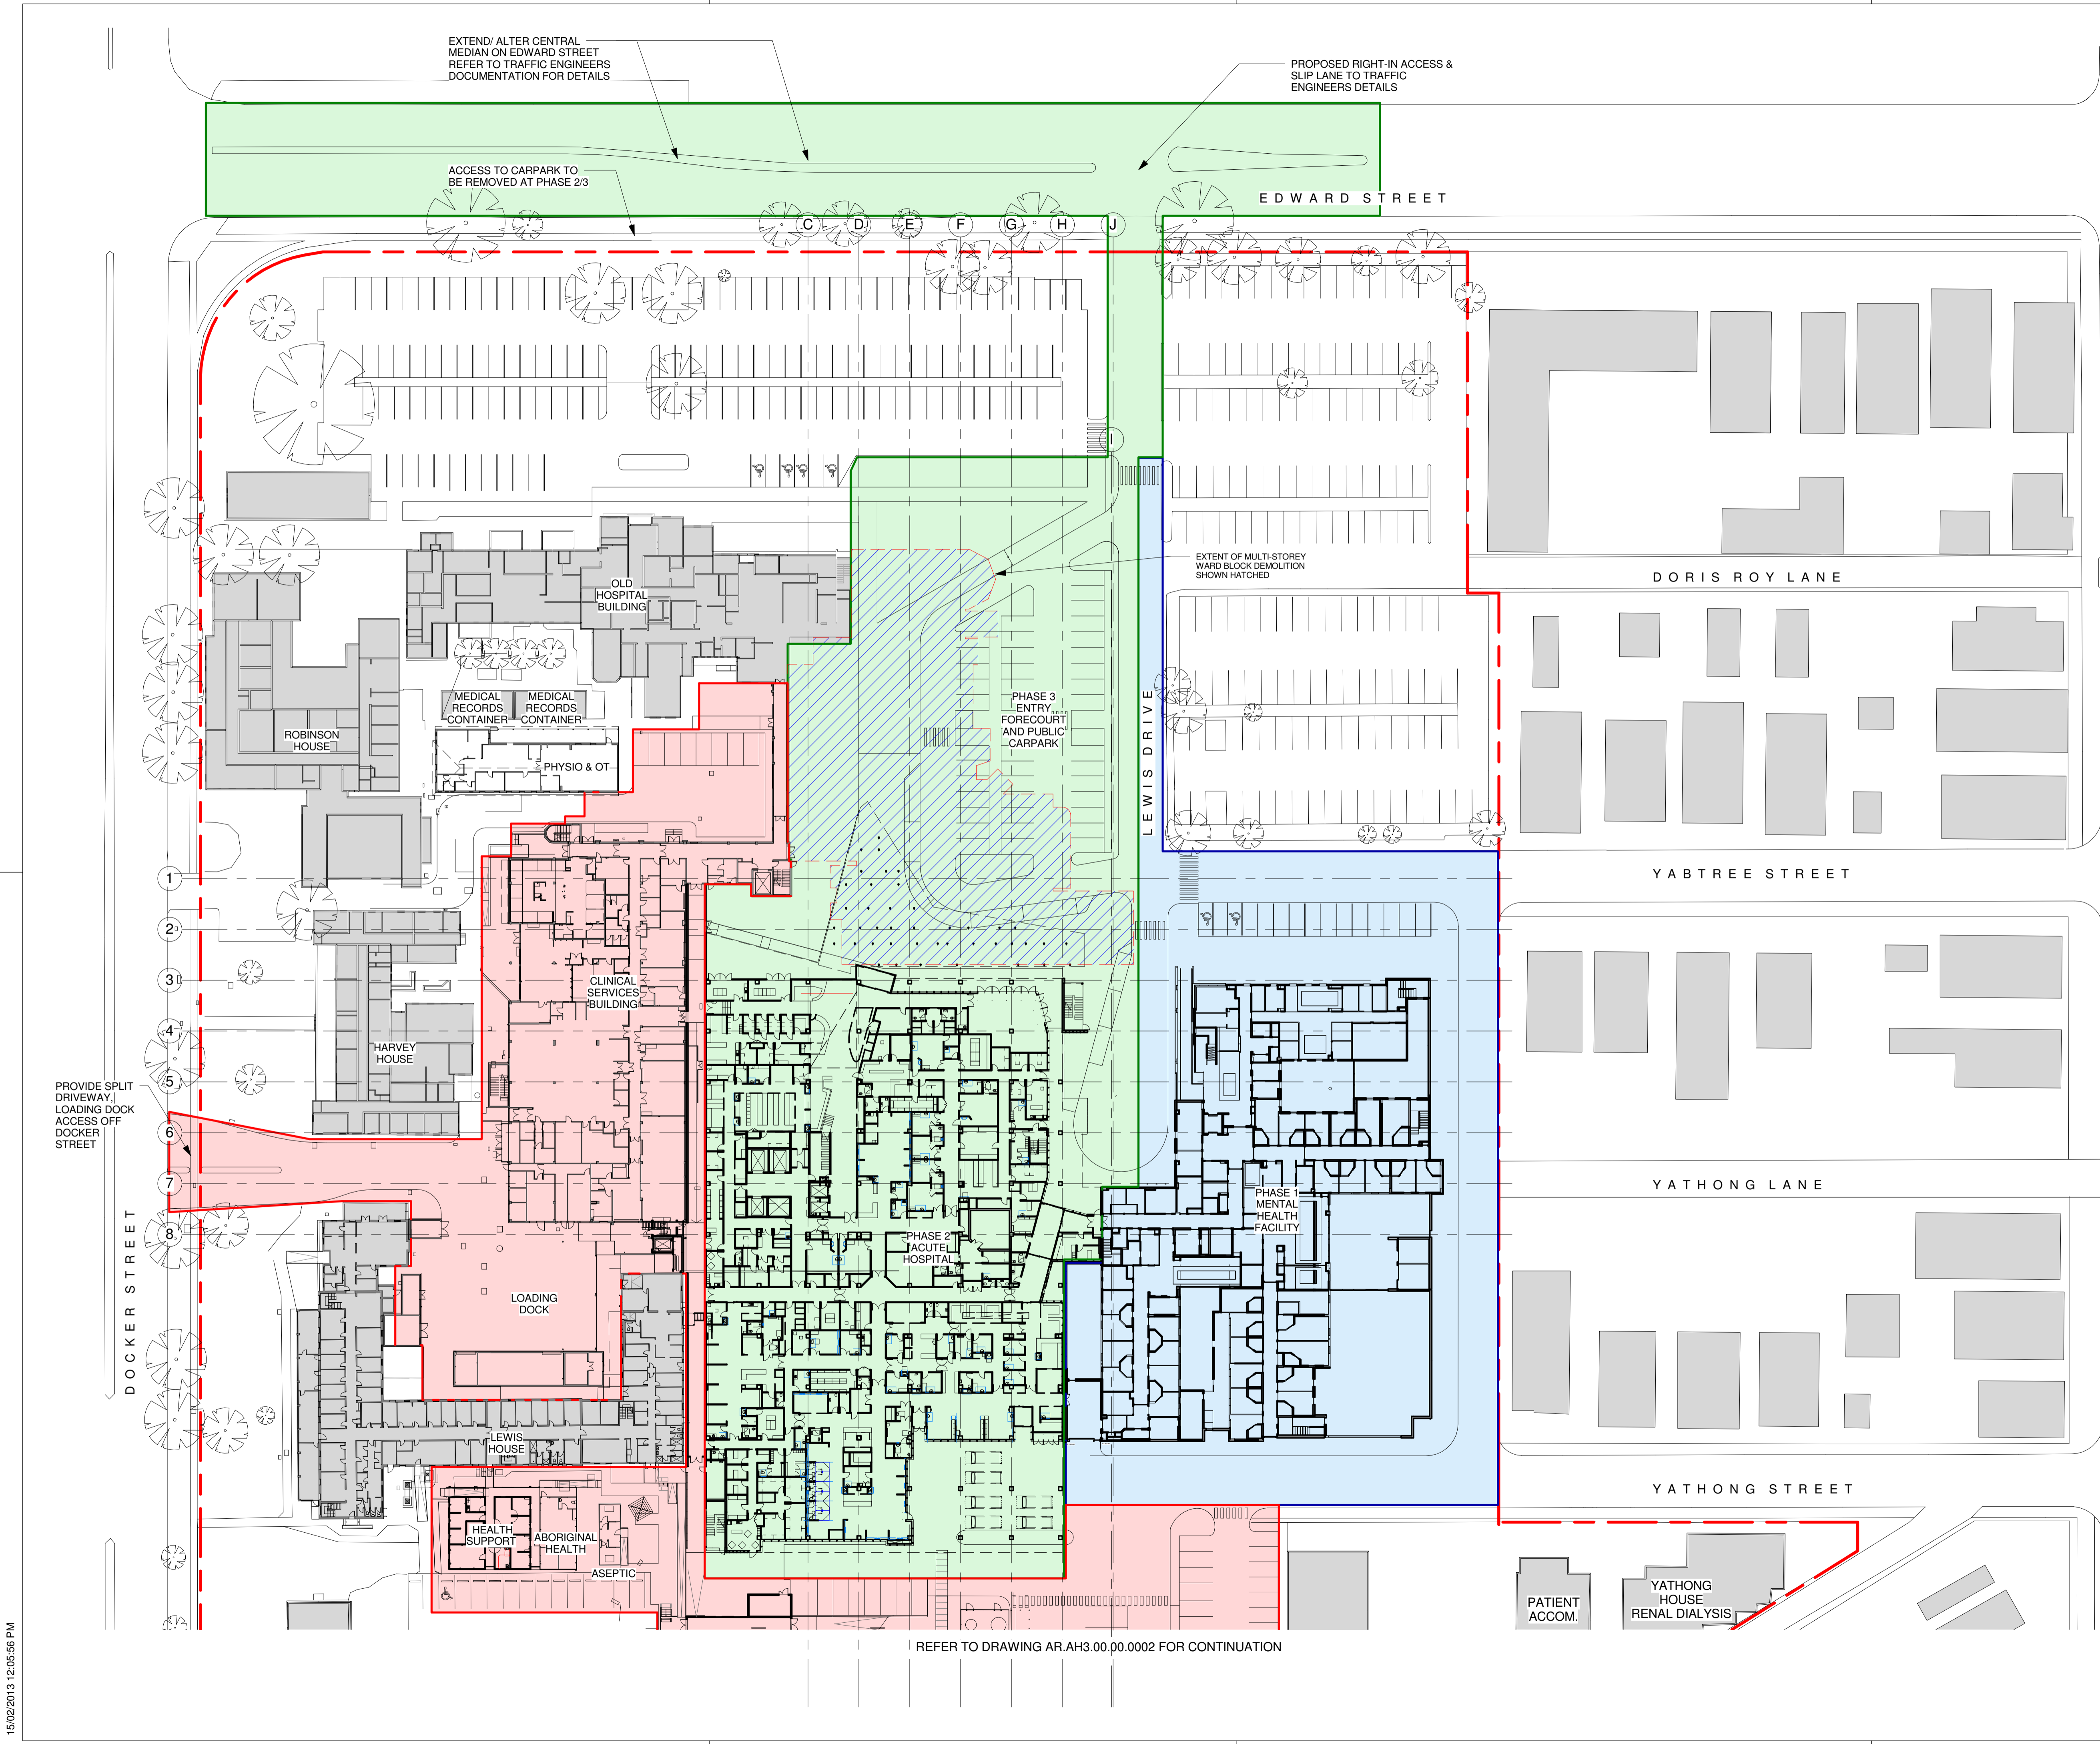 EXTEND/ ALTER CENTRAL
MEDIAN ON EDWARD STREET
REFER TO TRAFFIC ENGINEERS
DOCUMENTATION FOR DETAILS
PROPOSED RIGHT-IN ACCESS &
SLIP LANE TO TRAFFIC
ENGINEERS DETAILS
ACCESS TO CARPARK TO
BE REMOVED AT PHASE 2/3
EDWARD STREET
C
D
E
F
G
H
J
I
EXTENT OF MULTI-STOREY
WARD BLOCK DEMOLITION
SHOWN HATCHED
DORIS ROY LANE
OLD
HOSPITAL
BUILDING
MEDICAL
RECORDS
CONTAINER
MEDICAL
RECORDS
CONTAINER
PHASE 3
ENTRY
FORECOURT
AND PUBLIC
CARPARK
LEWIS DRIVE
ROBINSON
HOUSE
PHYSIO & OT
1
YABTREE STREET
2
3
CLINICAL
SERVICES
BUILDING
4
HARVEY
HOUSE
5
PROVIDE SPLIT
DRIVEWAY,
LOADING DOCK
ACCESS OFF
DOCKER
STREET
6
7
YATHONG LANE
PHASE 1
MENTAL
HEALTH
FACILITY
8
PHASE 2
ACUTE
HOSPITAL
DOCKER STREET
LOADING
DOCK
LEWIS
HOUSE
YATHONG STREET
HEALTH
SUPPORT
ABORIGINAL
HEALTH
ASEPTIC
PATIENT
ACCOM.
YATHONG
HOUSE
RENAL DIALYSIS
REFER TO DRAWING AR.AH3.00.00.0002 FOR CONTINUATION
15/02/2013 12:05:56 PM